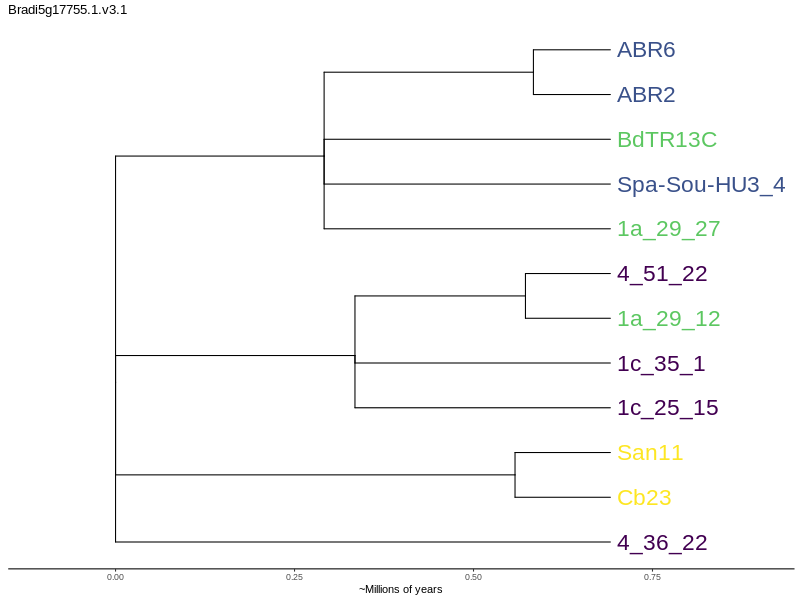 Bradi5g17755.1.v3.1
ABR6
ABR2
BdTR13C
Spa-Sou-HU3_4
1a_29_27
4_51_22
1a_29_12
1c_35_1
1c_25_15
San11
Cb23
4_36_22
0.00 0.25 0.50 0.75
~Millions of years